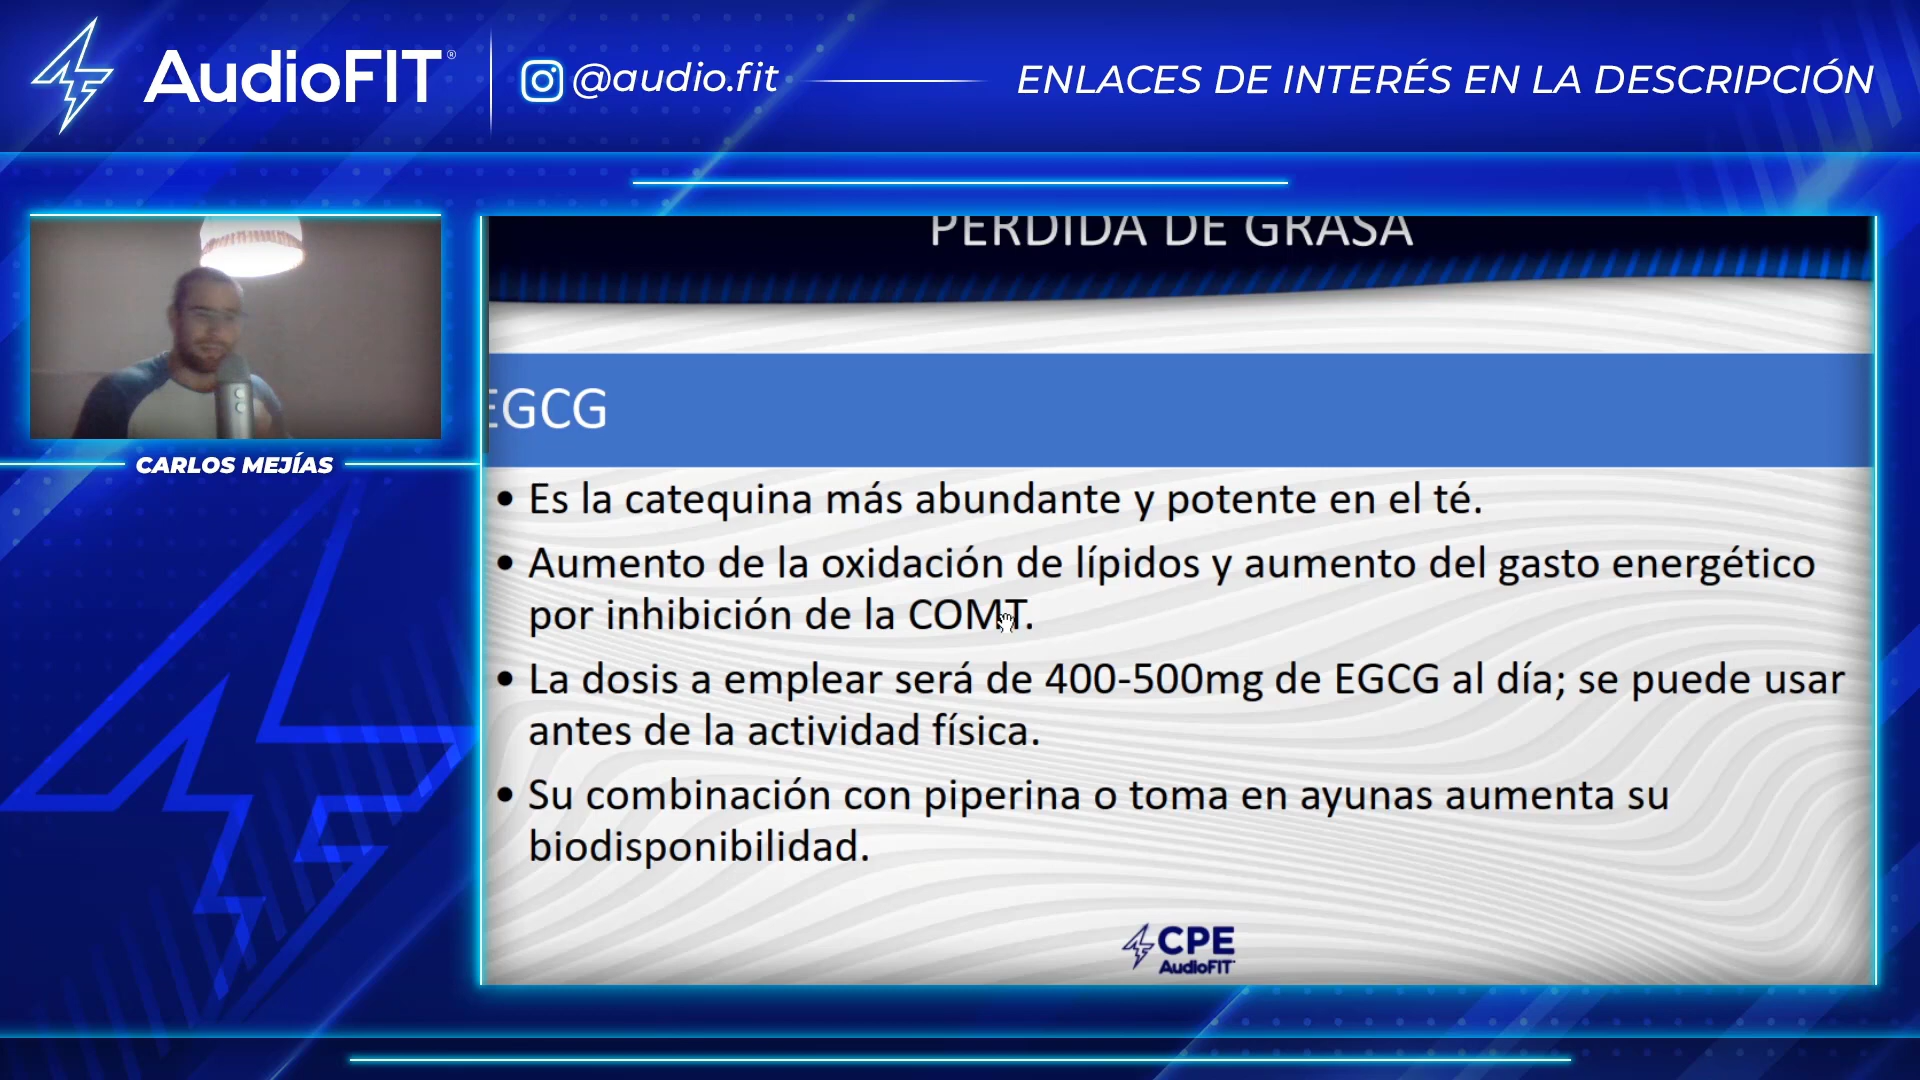 AudioFIT®
@audio.fit
ENLACES DE INTERÉS EN LA DESCRIPCIÓN
PERDIDA DE GRASA
EGCG
• Es la catequina más abundante y potente en el té.
• Aumento de la oxidación de lípidos y aumento del gasto energético
por inhibición de la COMT.
• La dosis a emplear será de 400-500mg de EGCG al día; se puede usar
antes de la actividad física.
• Su combinación con piperina o toma en ayunas aumenta su
biodisponibilidad.
CPE
AudioFIT
CARLOS MEJÍAS